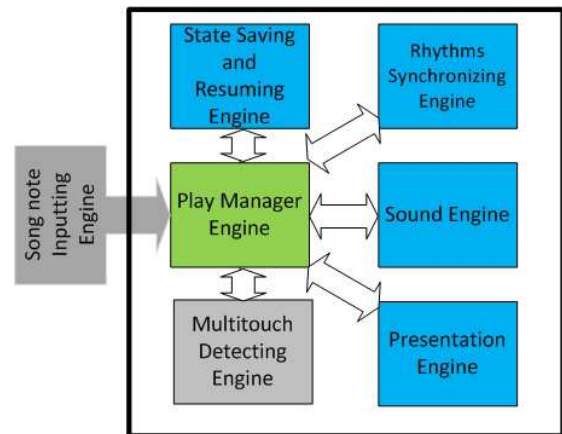 State Saving
and
Resuming
Engine
Rhythms
Synchronizing
Engine
Song note
Inputting
Engine
Play Manager
Engine
Sound Engine
Multitouch
Detecting
Engine
Presentation
Engine